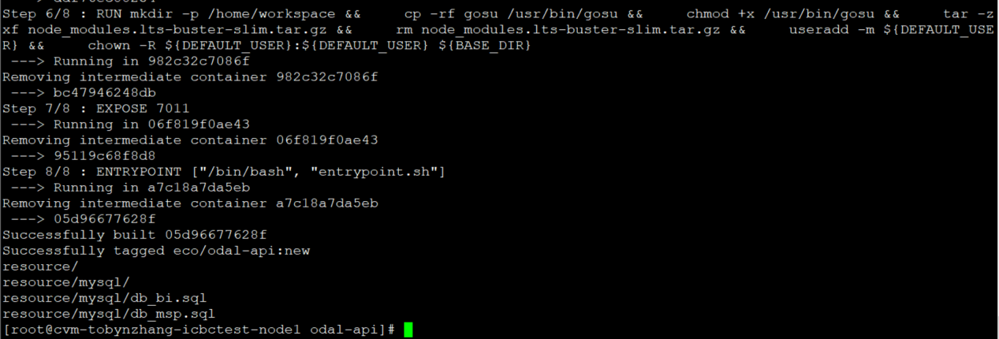 Step 6/8 : RUN mkdir -p /home/workspace &&     cp -rf gosu /usr/bin/gosu &&     chmod +x /usr/bin/gosu &&     tar -z
xf node_modules.lts-buster-slim.tar.gz &&     rm node_modules.lts-buster-slim.tar.gz &&     useradd -m ${DEFAULT_USE
R} &&     chown -R ${DEFAULT_USER}:${DEFAULT_USER} ${BASE_DIR}
 ---> Running in 982c32c7086f
Removing intermediate container 982c32c7086f
 ---> bc47946248db
Step 7/8 : EXPOSE 7011
 ---> Running in 06f819f0ae43
Removing intermediate container 06f819f0ae43
 ---> 95119c68f8d8
Step 8/8 : ENTRYPOINT ["/bin/bash", "entrypoint.sh"]
 ---> Running in a7c18a7da5eb
Removing intermediate container a7c18a7da5eb
 ---> 05d96677628f
Successfully built 05d96677628f
Successfully tagged eco/odal-api:new
resource/
resource/mysql/
resource/mysql/db_bi.sql
resource/mysql/db_msp.sql
[root@cvm-tobynzhang-icbctest-node1 odal-api]#